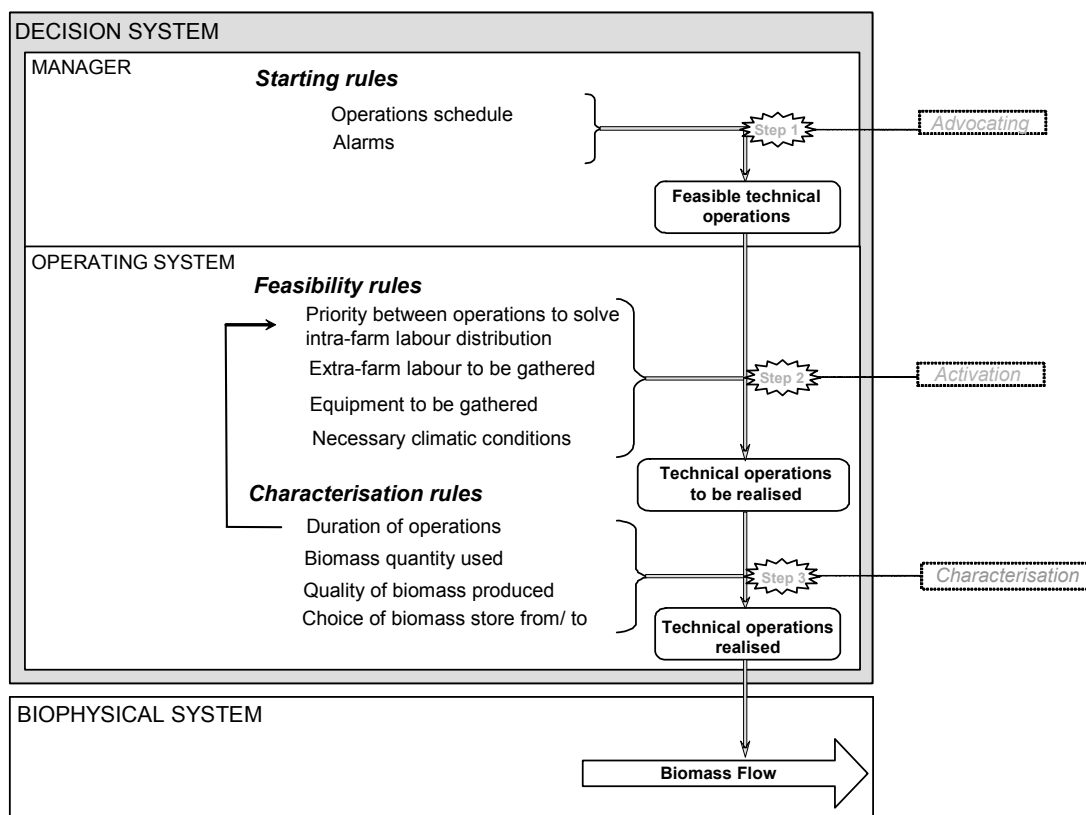 DECISION SYSTEM
MANAGER
Starting rules
Operations schedule
Alarms
Step 1
Advocating
Feasible technical
operations
OPERATING SYSTEM
Feasibility rules
Priority between operations to solve
intra-farm labour distribution
Extra-farm labour to be gathered
Equipment to be gathered
Necessary climatic conditions
Step 2
Activation
Technical operations
to be realised
Characterisation rules
Duration of operations
Biomass quantity used
Quality of biomass produced
Choice of biomass store from/ to
Step 3
Characterisation
Technical operations
realised
BIOPHYSICAL SYSTEM
Biomass Flow